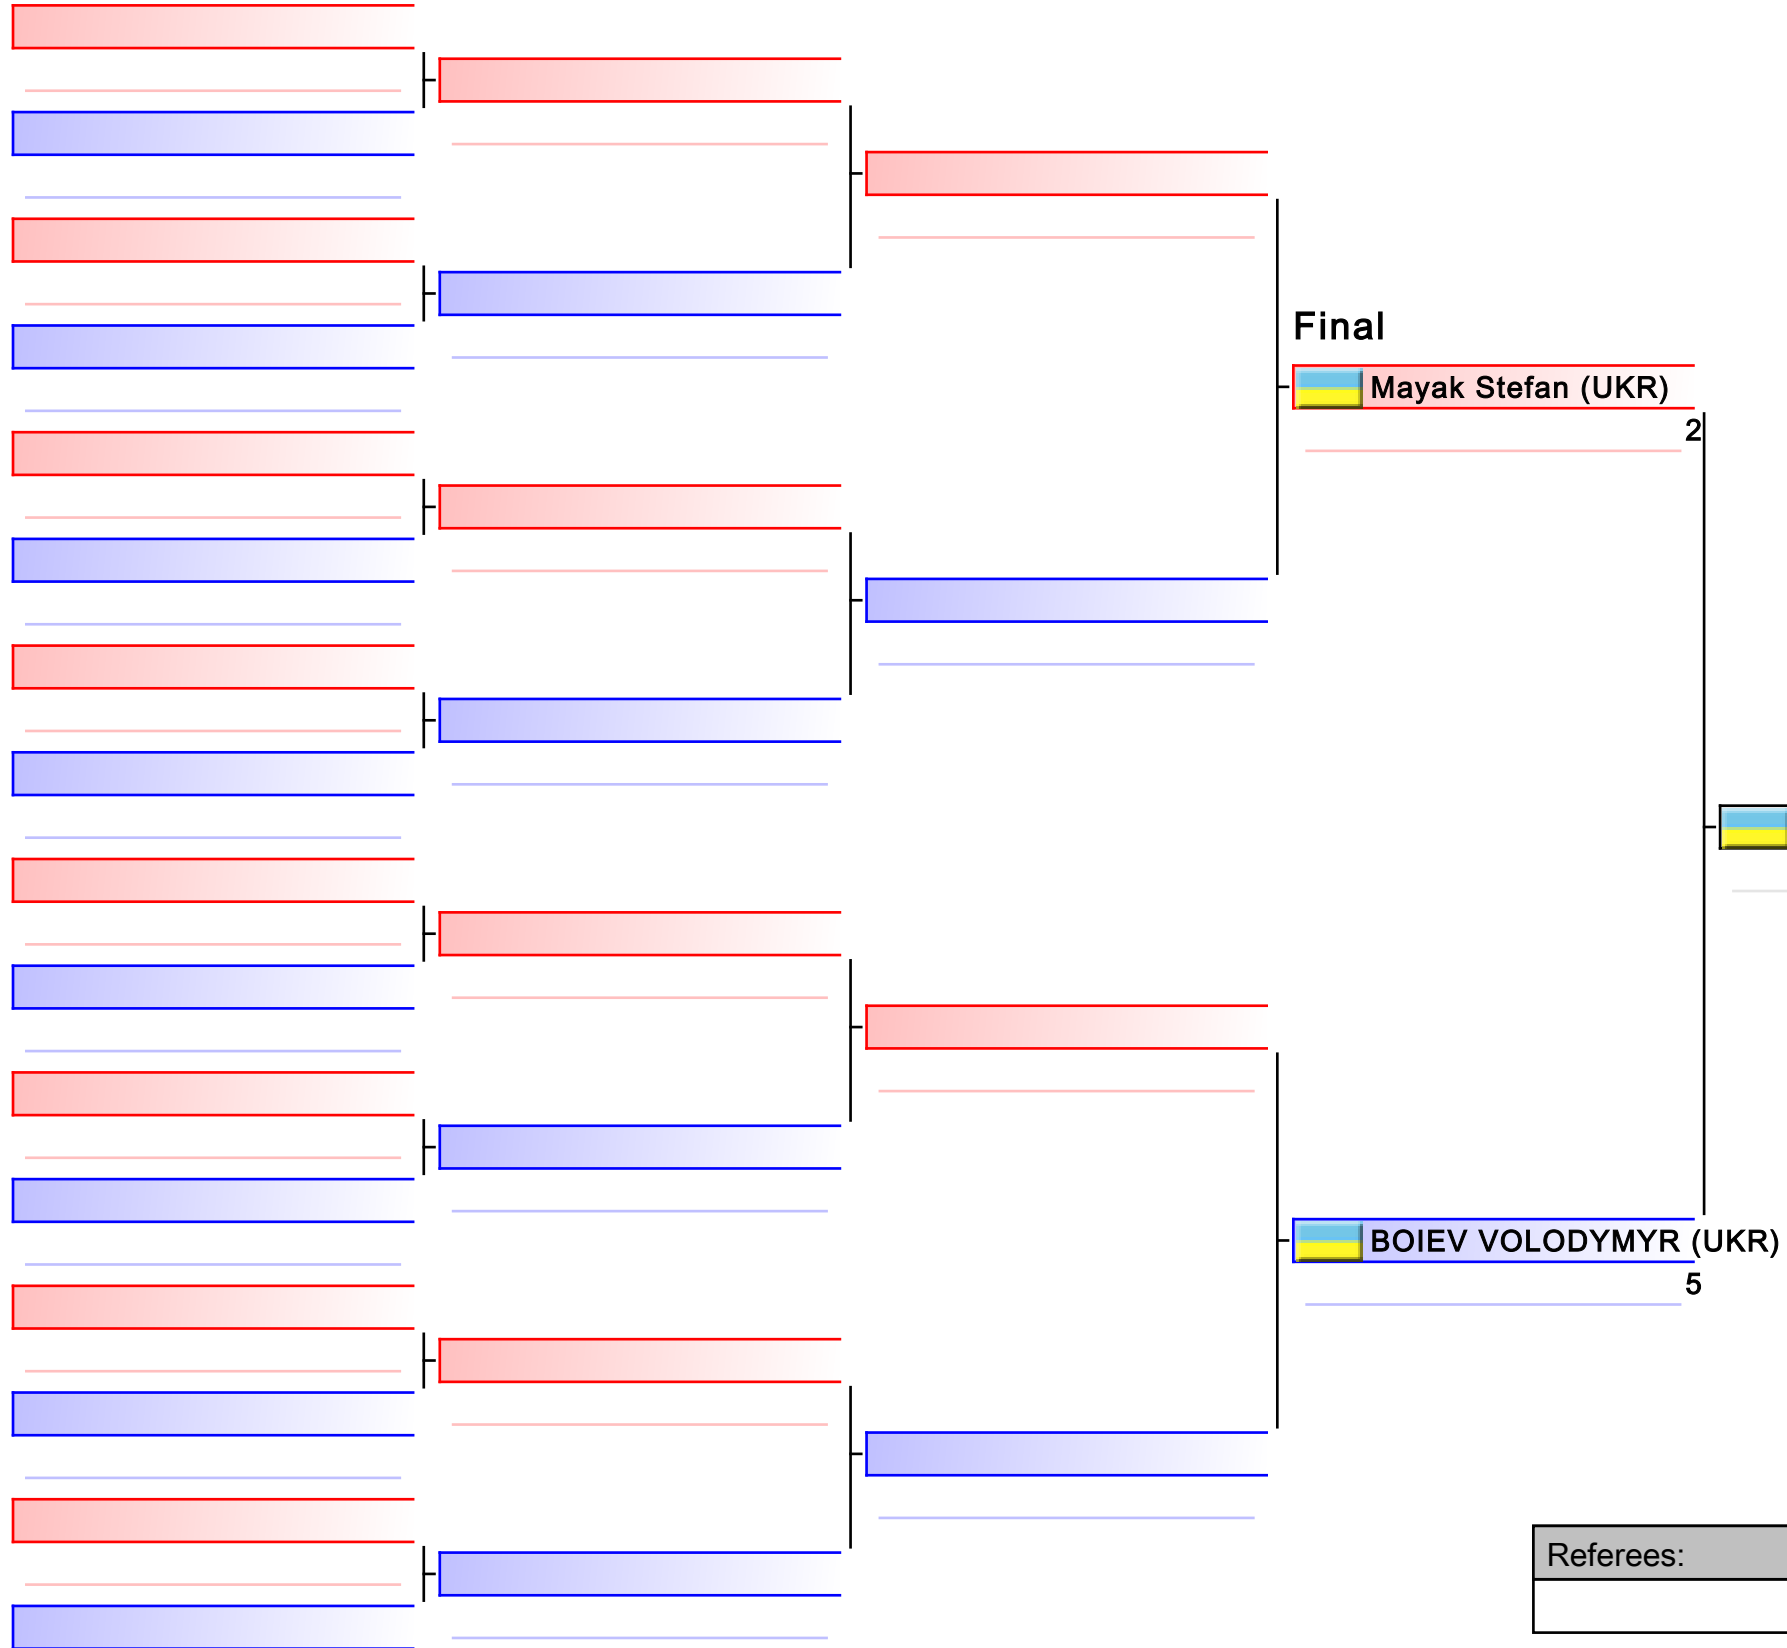 Final
Mayak Stefan (UKR)
2
BOIEV VOLODYMYR (UKR)
5
Referees: